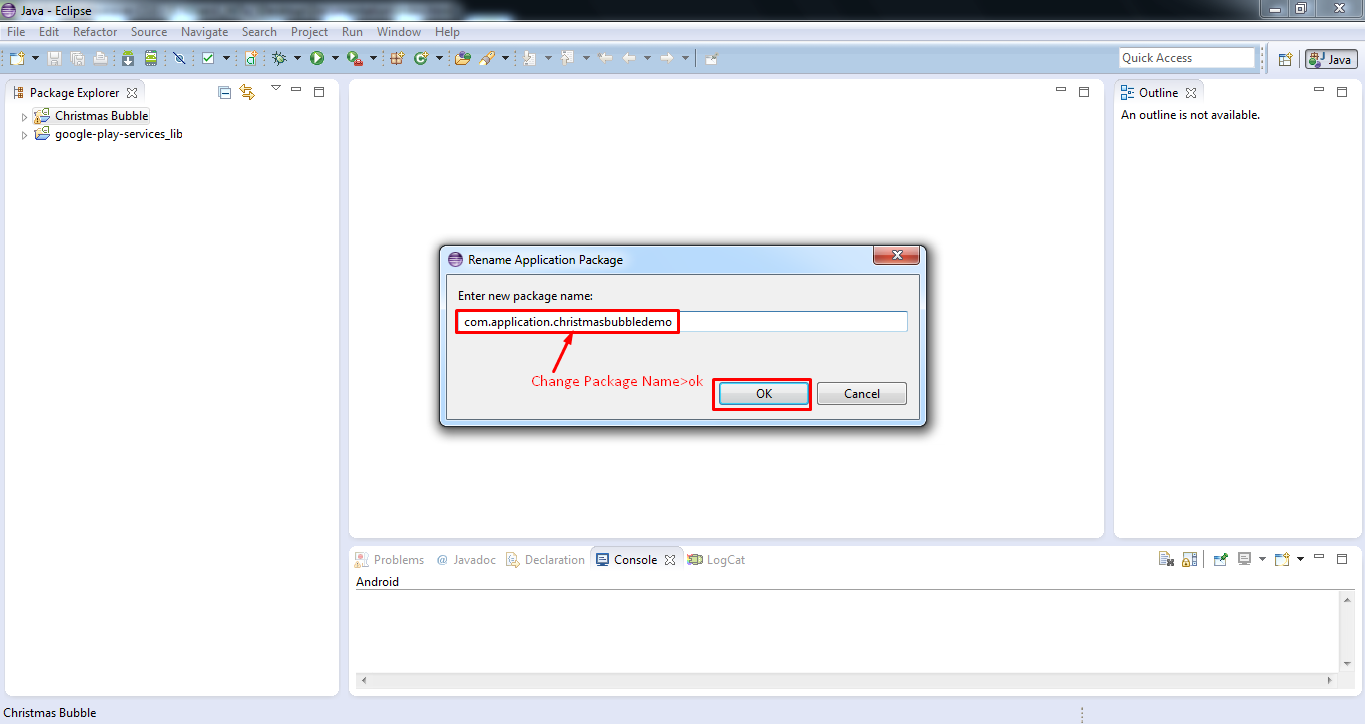 Java - Eclipse
File Edit Refactor Source Navigate Search Project Run Window Help
Quick Access
Java
Package Explorer
Christmas Bubble
google-play-services_lib
Outline
An outline is not available.
Rename Application Package
Enter new package name:
com.application.christmasbubbledemo
Change Package Name>ok
OK Cancel
Problems @ Javadoc Declaration Console LogCat
Android
Christmas Bubble